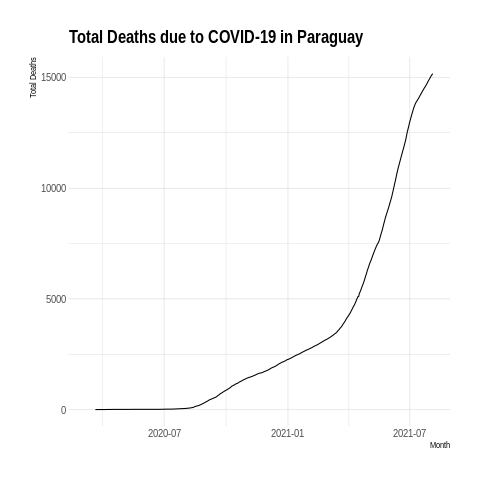 Total Deaths due to COVID-19 in Paraguay
Total Deaths
15000
10000
5000
0
2020-07
2021-01
2021-07
Month